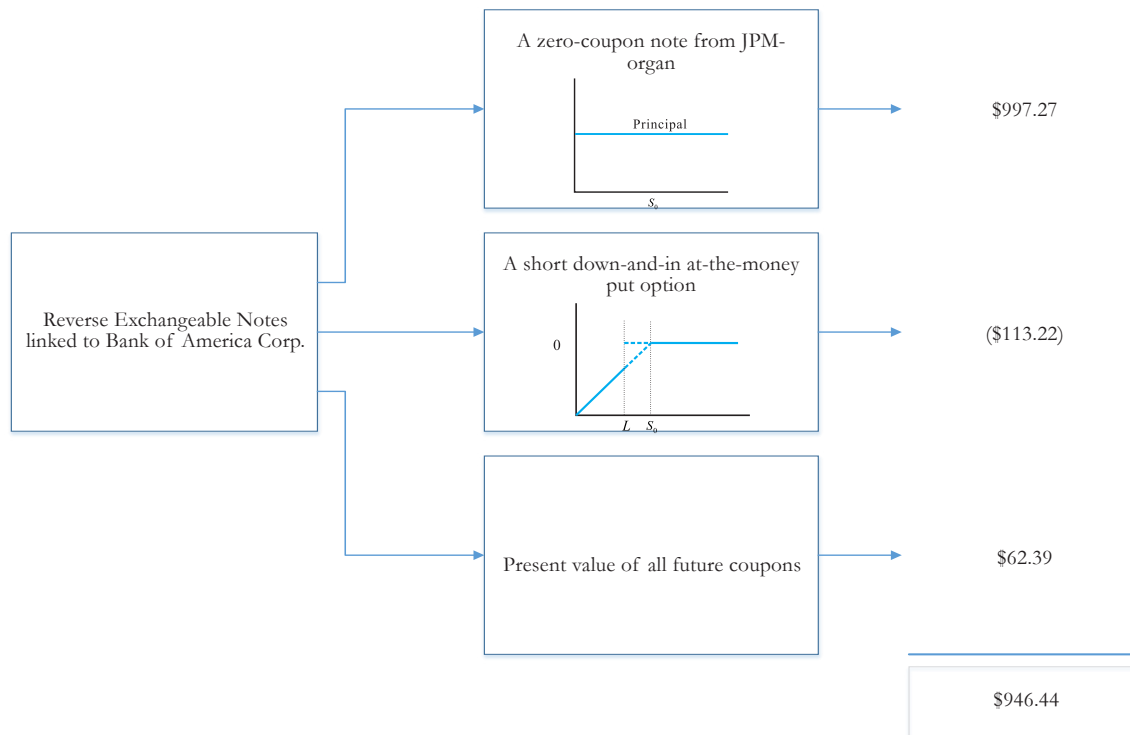 A zero-coupon note from JPM-
organ
Principal
S₀
$997.27
Reverse Exchangeable Notes
linked to Bank of America Corp.
A short down-and-in at-the-money
put option
0
L S₀
($113.22)
Present value of all future coupons
$62.39
$946.44